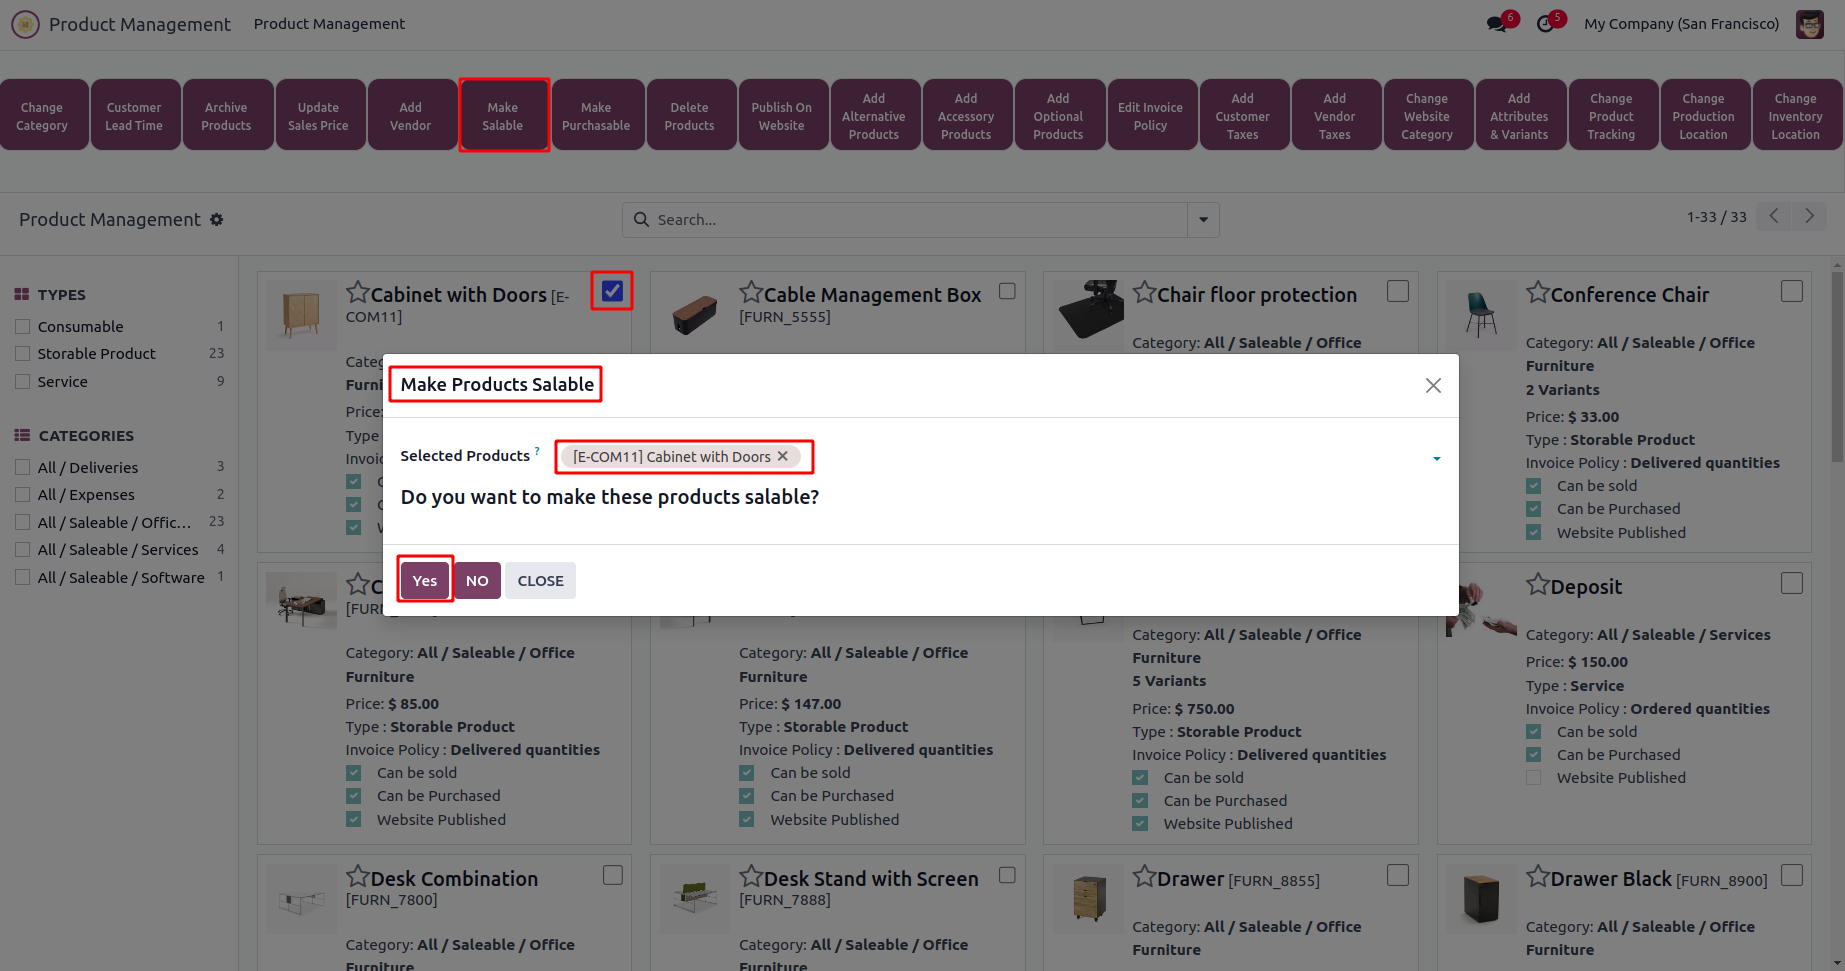 Product Management
Product Management
6
5
My Company (San Francisco)
Change
Category
Customer
Lead Time
Archive
Products
Update
Sales Price
Add
Vendor
Make
Salable
Make
Purchasable
Delete
Products
Publish On
Website
Add
Alternative
Products
Add
Accessory
Products
Add
Optional
Products
Edit Invoice
Policy
Add
Customer
Taxes
Add
Vendor
Taxes
Change
Website
Category
Add
Attributes
& Variants
Change
Product
Tracking
Change
Production
Location
Change
Inventory
Location
Product Management
Search...
1-33 / 33
TYPES
Consumable 1
Storable Product 23
Service 9
CATEGORIES
All / Deliveries 3
All / Expenses 2
All / Saleable / Offic... 23
All / Saleable / Services 4
All / Saleable / Software 1
Cabinet with Doors [E-
COM11]
Price:
Type
Cable Management Box
[FURN_5555]
Chair floor protection
Category: All / Saleable / Office
Conference Chair
Category: All / Saleable / Office
Furniture
2 Variants
Price: $ 33.00
Type : Storable Product
Invoice Policy : Delivered quantities
Can be sold
Can be Purchased
Website Published
Make Products Salable
Selected Products ?
[E-COM11] Cabinet with Doors
Do you want to make these products salable?
Yes
NO
CLOSE
Category: All / Saleable / Office
Furniture
Price: $ 85.00
Type : Storable Product
Invoice Policy : Delivered quantities
Can be sold
Can be Purchased
Website Published
Category: All / Saleable / Office
Furniture
Price: $ 147.00
Type : Storable Product
Invoice Policy : Delivered quantities
Can be sold
Can be Purchased
Website Published
Category: All / Saleable / Office
Furniture
5 Variants
Price: $ 750.00
Type : Storable Product
Invoice Policy : Delivered quantities
Can be sold
Can be Purchased
Website Published
Deposit
Category: All / Saleable / Services
Price: $ 150.00
Type : Service
Invoice Policy : Ordered quantities
Can be sold
Can be Purchased
Website Published
Desk Combination
[FURN_7800]
Category: All / Saleable / Office
Furniture
Desk Stand with Screen
[FURN_7888]
Category: All / Saleable / Office
Furniture
Drawer [FURN_8855]
Category: All / Saleable / Office
Furniture
Drawer Black [FURN_8900]
Category: All / Saleable / Office
Furniture